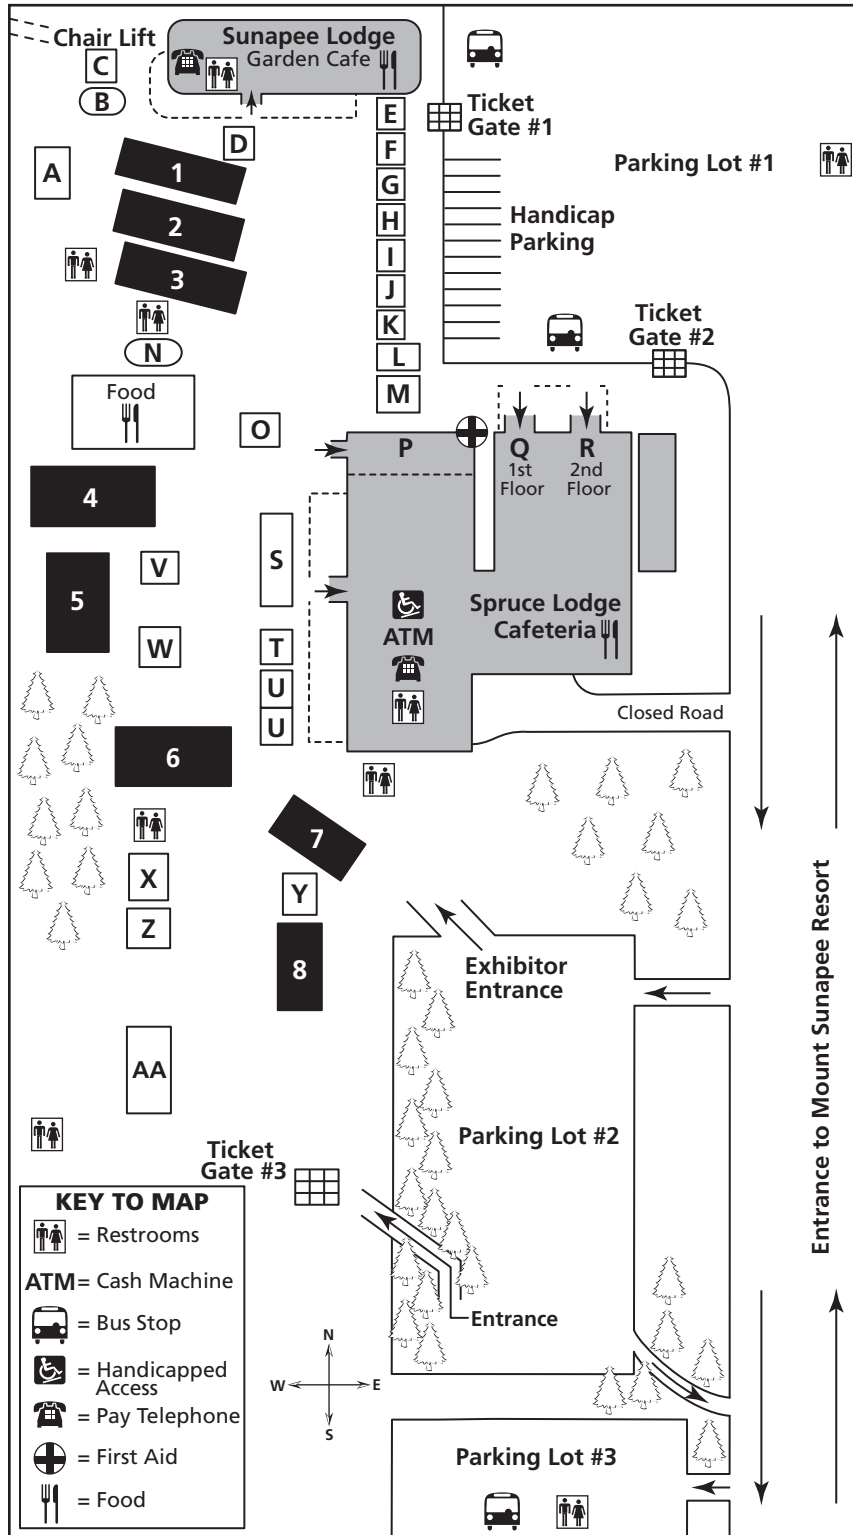 Chair Lift
Sunapee Lodge
Garden Cafe
C
B
A
D
1
2
3
E
F
G
H
I
J
K
L
M
Ticket
Gate #1
Parking Lot #1
Handicap
Parking
Ticket
Gate #2
N
Food
O
P
Q
1st
Floor
R
2nd
Floor
4
5
V
W
S
T
U
U
ATM
Spruce Lodge
Cafeteria
Closed Road
6
7
X
Y
Z
8
AA
Exhibitor
Entrance
Parking Lot #2
Entrance to Mount Sunapee Resort
Ticket
Gate #3
Entrance
KEY TO MAP
= Restrooms
ATM = Cash Machine
= Bus Stop
= Handicapped
Access
= Pay Telephone
= First Aid
= Food
N
W E
S
Parking Lot #3